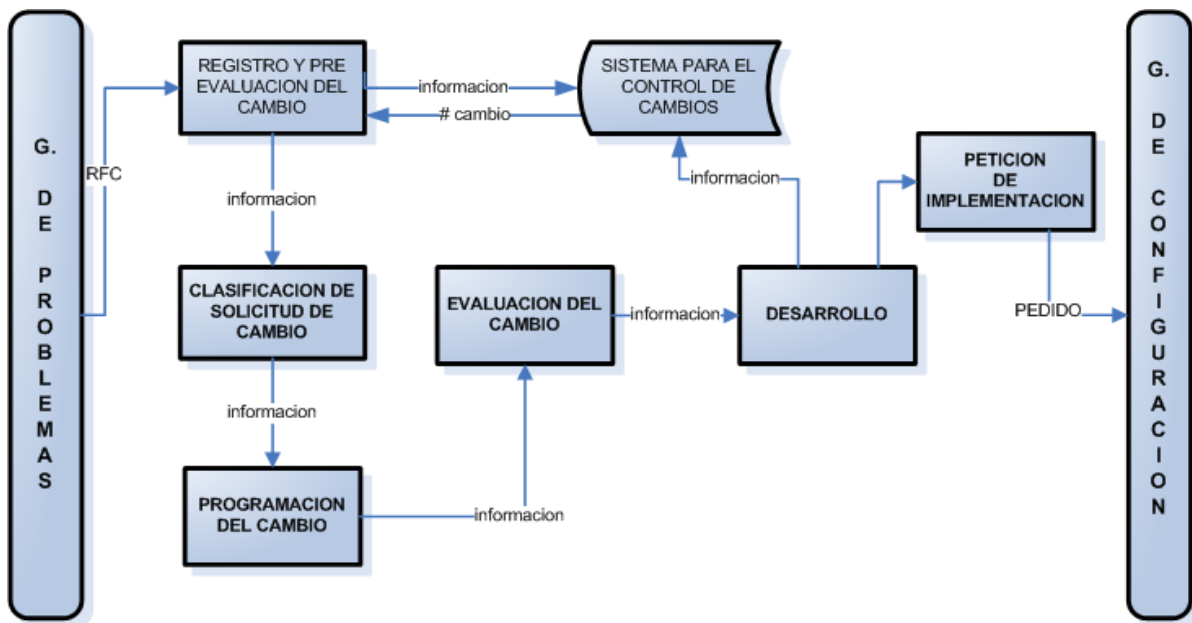 G.
DE
PROBLEMAS
RFC
REGISTRO Y PRE
EVALUACION DEL
CAMBIO
informacion
# cambio
SISTEMA PARA EL
CONTROL DE
CAMBIOS
informacion
CLASIFICACION DE
SOLICITUD DE
CAMBIO
informacion
PROGRAMACION
DEL CAMBIO
informacion
EVALUACION DEL
CAMBIO
informacion
DESARROLLO
informacion
PETICION
DE
IMPLEMENTACION
PEDIDO
G.
DE
CONFIGURACION